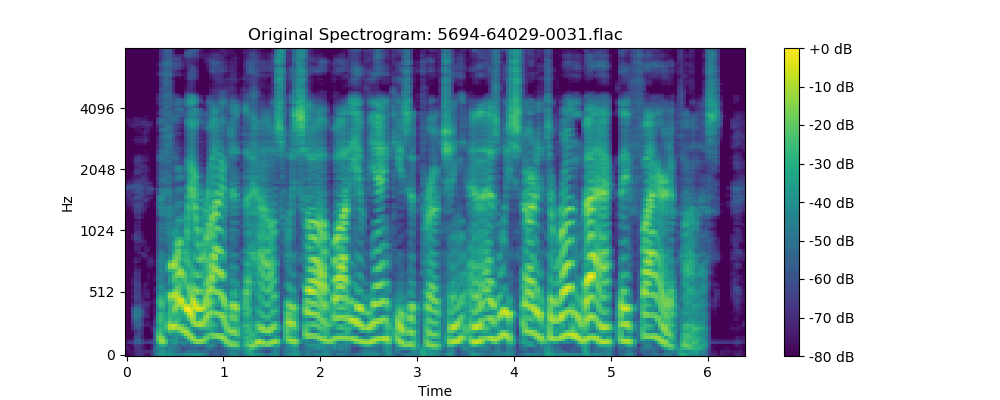 Original Spectrogram: 5694-64029-0031.flac
Hz
4096
2048
1024
512
0
0 1 2 3 4 5 6
Time
+0 dB
-10 dB
-20 dB
-30 dB
-40 dB
-50 dB
-60 dB
-70 dB
-80 dB